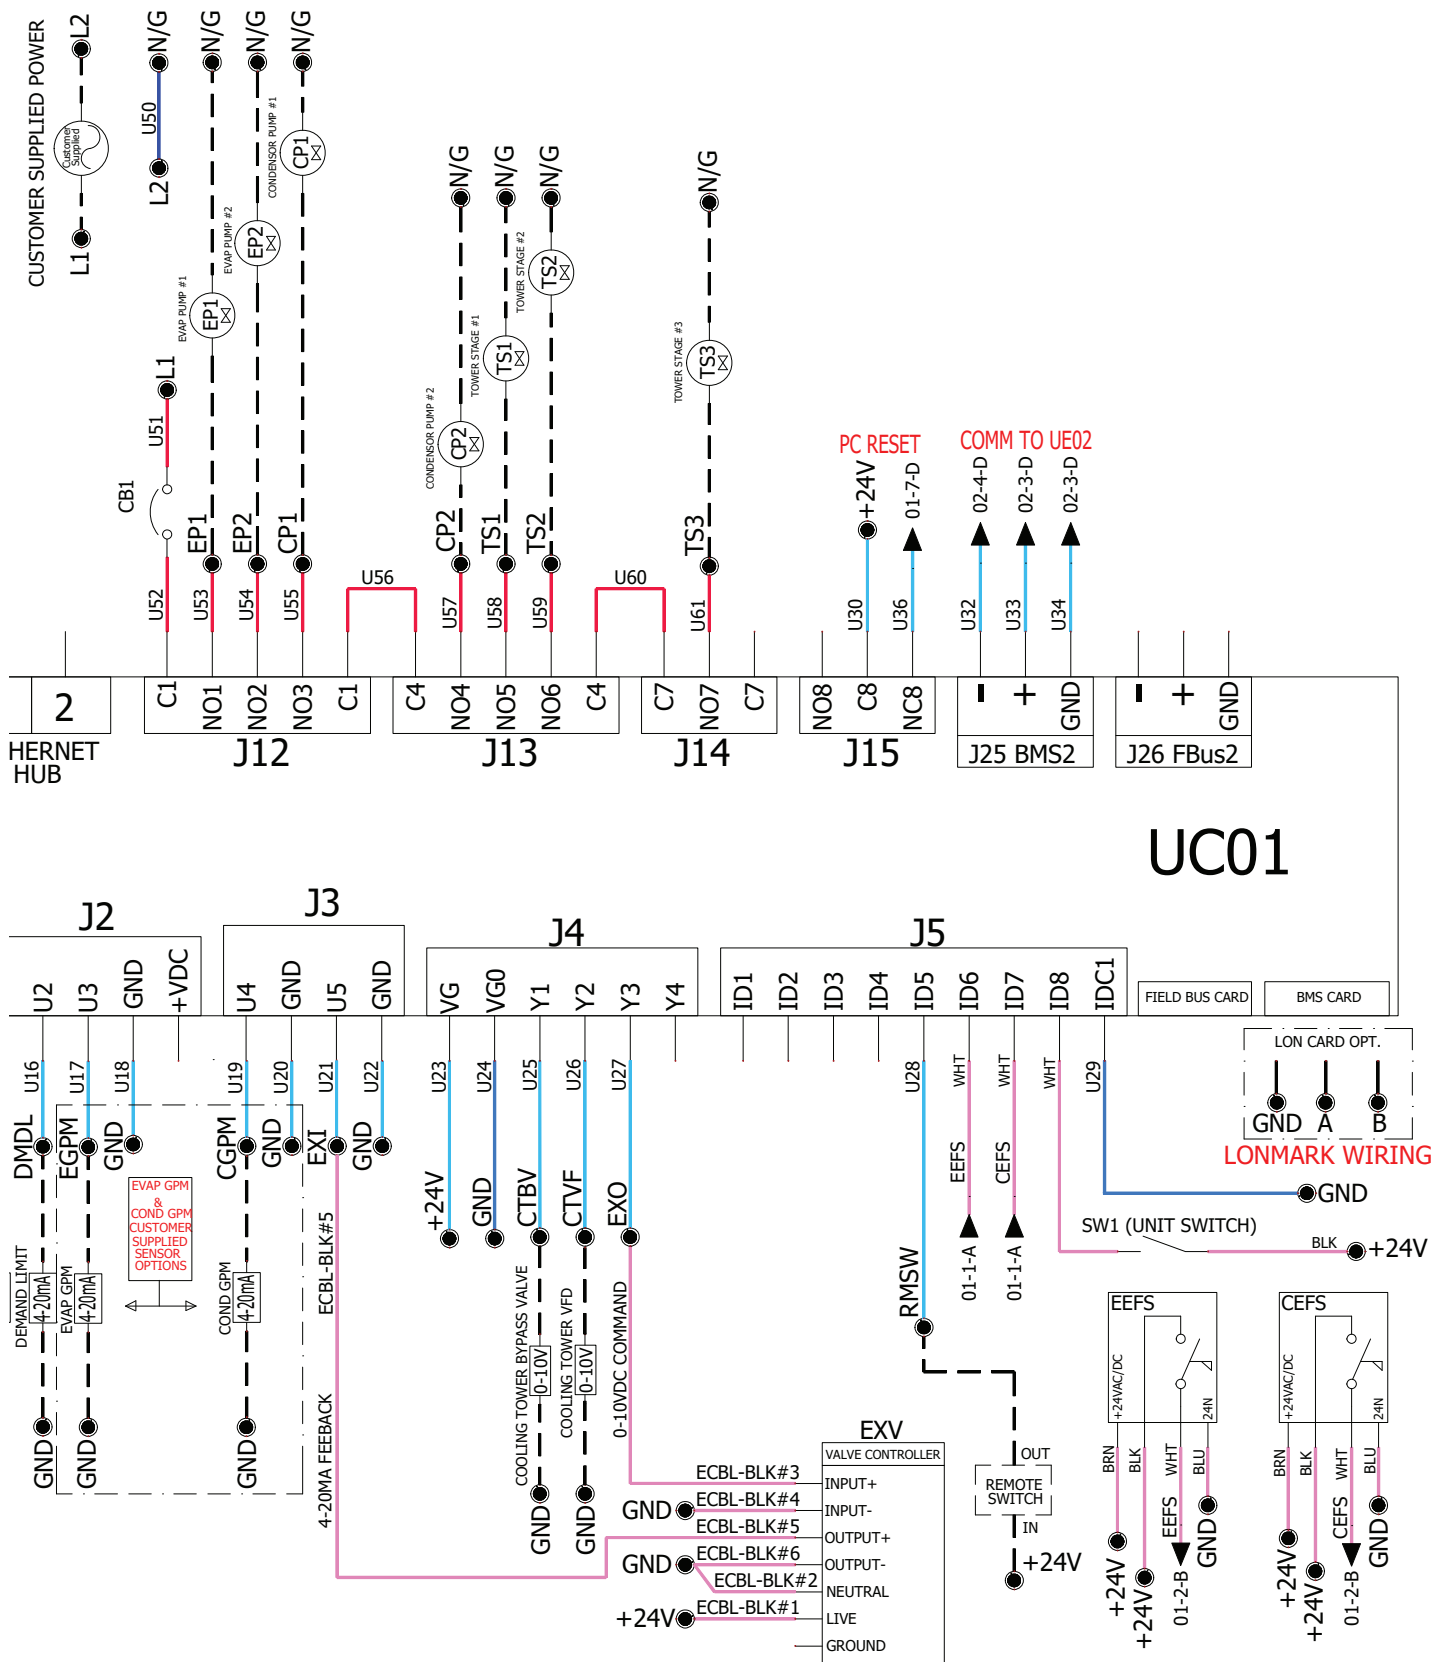 CUSTOMER SUPPLIED POWER
L2
Customer
Supplied
L1
N/G
U50
L2
N/G
N/G
N/G
EVAP PUMP #1
EP1
EVAP PUMP #2
EP2
CONDENSOR PUMP #1
CP1
L1
U51
CB1
EP1
EP2
CP1
U52
U53
U54
U55
U56
N/G
N/G
N/G
CONDENSOR PUMP #2
CP2
TOWER STAGE #1
TS1
TOWER STAGE #2
TS2
CP2
TS1
TS2
U57
U58
U59
U60
N/G
TOWER STAGE #3
TS3
TS3
U61
PC RESET
+24V
01-7-D
U30
U36
COMM TO UE02
02-4-D
02-3-D
02-3-D
U32
U33
U34
2
HERNET
HUB
C1
NO1
NO2
NO3
C1
J12
C4
NO4
NO5
NO6
C4
J13
C7
NO7
C7
J14
NO8
C8
NC8
J15
-
+
GND
J25 BMS2
-
+
GND
J26 FBus2
UC01
J2
U2
U3
GND
+VDC
J3
U4
GND
U5
GND
J4
VG
VG0
Y1
Y2
Y3
Y4
J5
ID1
ID2
ID3
ID4
ID5
ID6
ID7
ID8
IDC1
FIELD BUS CARD
BMS CARD
U16
U17
U18
U19
U20
U21
U22
U23
U24
U25
U26
U27
U28
WHT
WHT
WHT
U29
LON CARD OPT.
GND
A
B
LONMARK WIRING
DMDL
EGPM
GND
CGPM
GND
EXI
GND
EVAP GPM
&
COND GPM
CUSTOMER
SUPPLIED
SENSOR
OPTIONS
DEMAND LIMIT
4-20mA
EVAP GPM
4-20mA
COND GPM
4-20mA
GND
GND
GND
ECBL-BLK#5
4-20MA FEEBACK
+24V
GND
CTBV
CTVF
EXO
COOLING TOWER BYPASS VALVE
0-10V
COOLING TOWER VFD
0-10V
0-10VDC COMMAND
GND
GND
RMSW
EEFS
CEFS
01-1-A
01-1-A
GND
SW1 (UNIT SWITCH)
BLK
+24V
EXV
VALVE CONTROLLER
ECBL-BLK#3
INPUT+
GND
ECBL-BLK#4
INPUT-
ECBL-BLK#5
OUTPUT+
GND
ECBL-BLK#6
OUTPUT-
ECBL-BLK#2
NEUTRAL
+24V
ECBL-BLK#1
LIVE
GROUND
OUT
REMOTE
SWITCH
IN
+24V
EEFS
+24VAC/DC
24N
BRN
BLK
WHT
BLU
+24V
+24V
EEFS
01-2-B
GND
CEFS
+24VAC/DC
24N
BRN
BLK
WHT
BLU
+24V
+24V
CEFS
01-2-B
GND